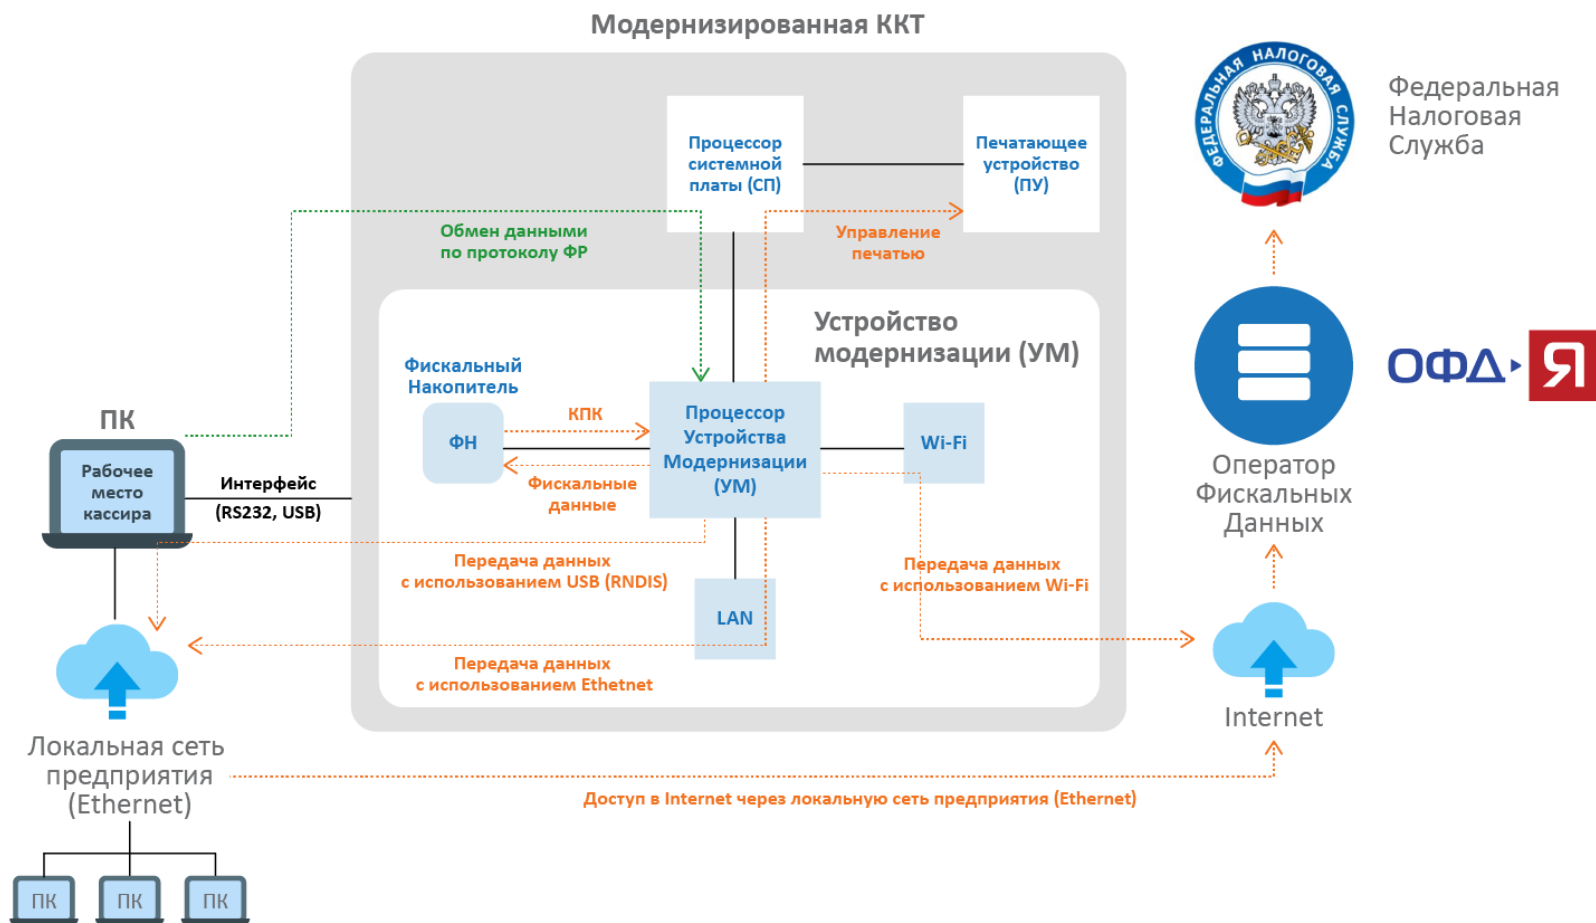 Модернизированная ККТ
ФЕДЕРАЛЬНАЯ НАЛОГОВАЯ СЛУЖБА
Федеральная
Налоговая
Служба
Процессор
системной
платы (СП)
Печатающее
устройство
(ПУ)
Обмен данными
по протоколу ФР
Управление
печатью
Устройство
модернизации (УМ)
Фискальный
Накопитель
ФН
КПК
Фискальные
данные
Процессор
Устройства
Модернизации
(УМ)
Wi-Fi
ОФД Я
Оператор
Фискальных
Данных
ПК
Рабочее
место
кассира
Интерфейс
(RS232, USB)
Передача данных
с использованием USB (RNDIS)
LAN
Передача данных
с использованием Wi-Fi
Передача данных
с использованием Ethetnet
Internet
Локальная сеть
предприятия
(Ethernet)
Доступ в Internet через локальную сеть предприятия (Ethernet)
ПК
ПК
ПК